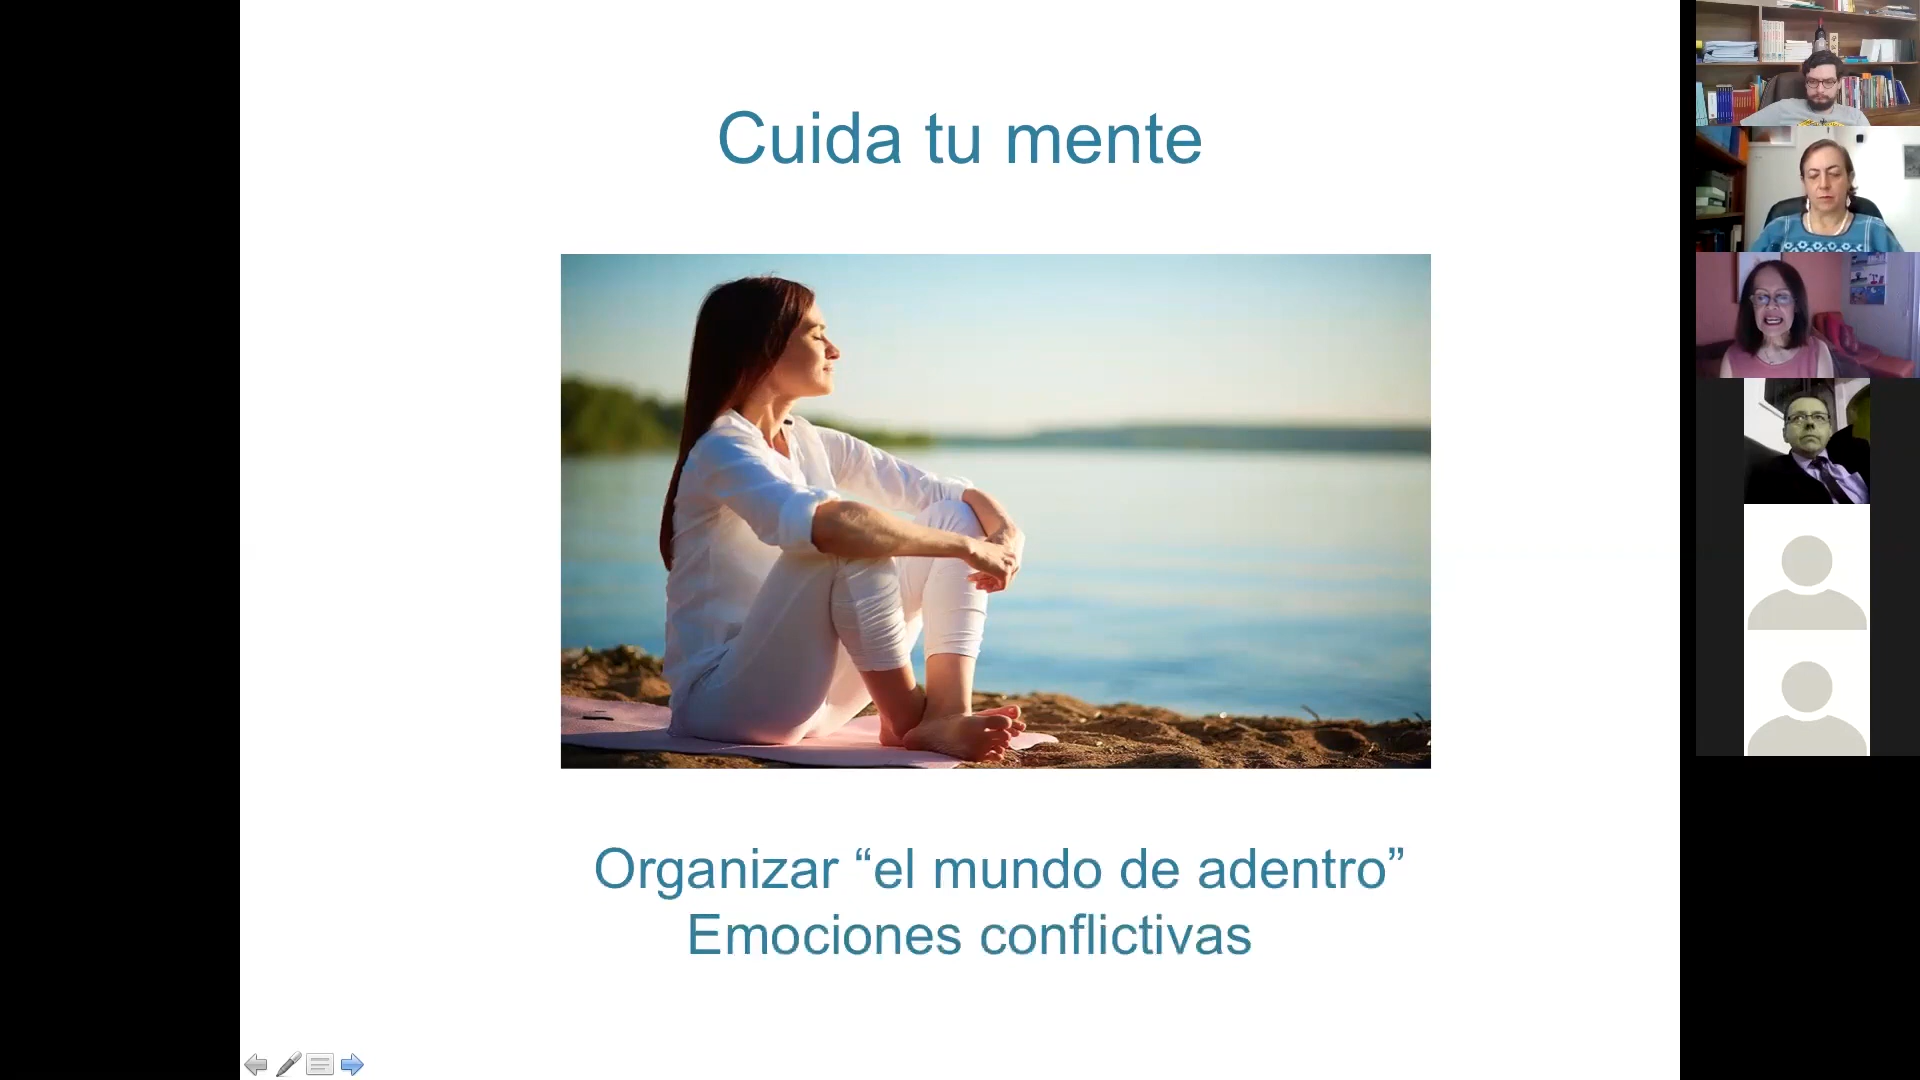 Cuida tu mente
Organizar “el mundo de adentro”
Emociones conflictivas